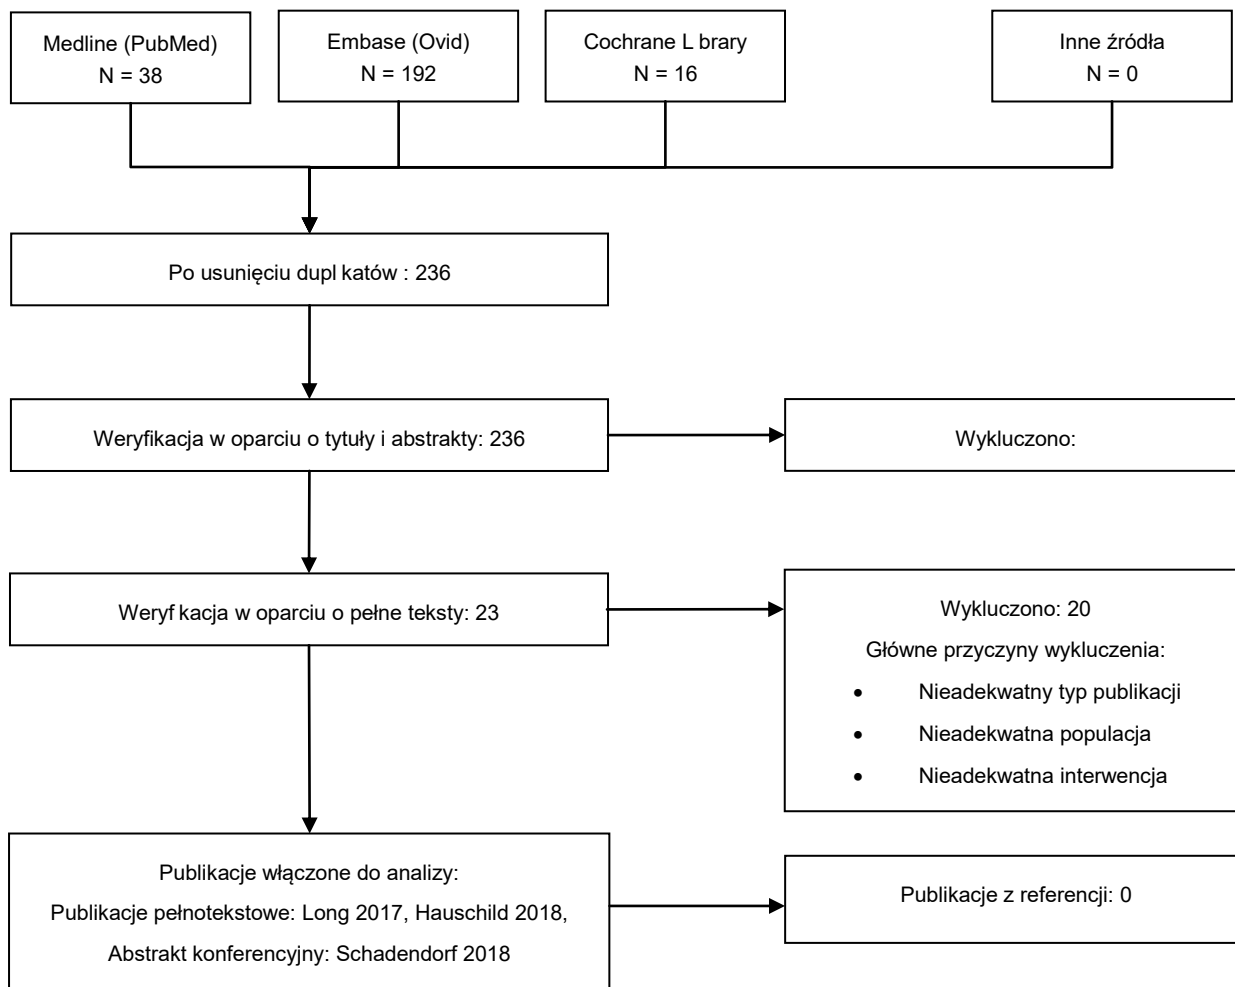 Medline (PubMed)
N = 38
Embase (Ovid)
N = 192
Cochrane L brary
N = 16
Inne źródła
N = 0
Po usunięciu dupl katów : 236
Weryfikacja w oparciu o tytuły i abstrakty: 236
Wykluczono:
Weryf kacja w oparciu o pełne teksty: 23
Wykluczono: 20
Główne przyczyny wykluczenia:
• Nieadekwatny typ publikacji
• Nieadekwatna populacja
• Nieadekwatna interwencja
Publikacje włączone do analizy:
Publikacje pełnotekstowe: Long 2017, Hauschild 2018,
Abstrakt konferencyjny: Schadendorf 2018
Publikacje z referencji: 0